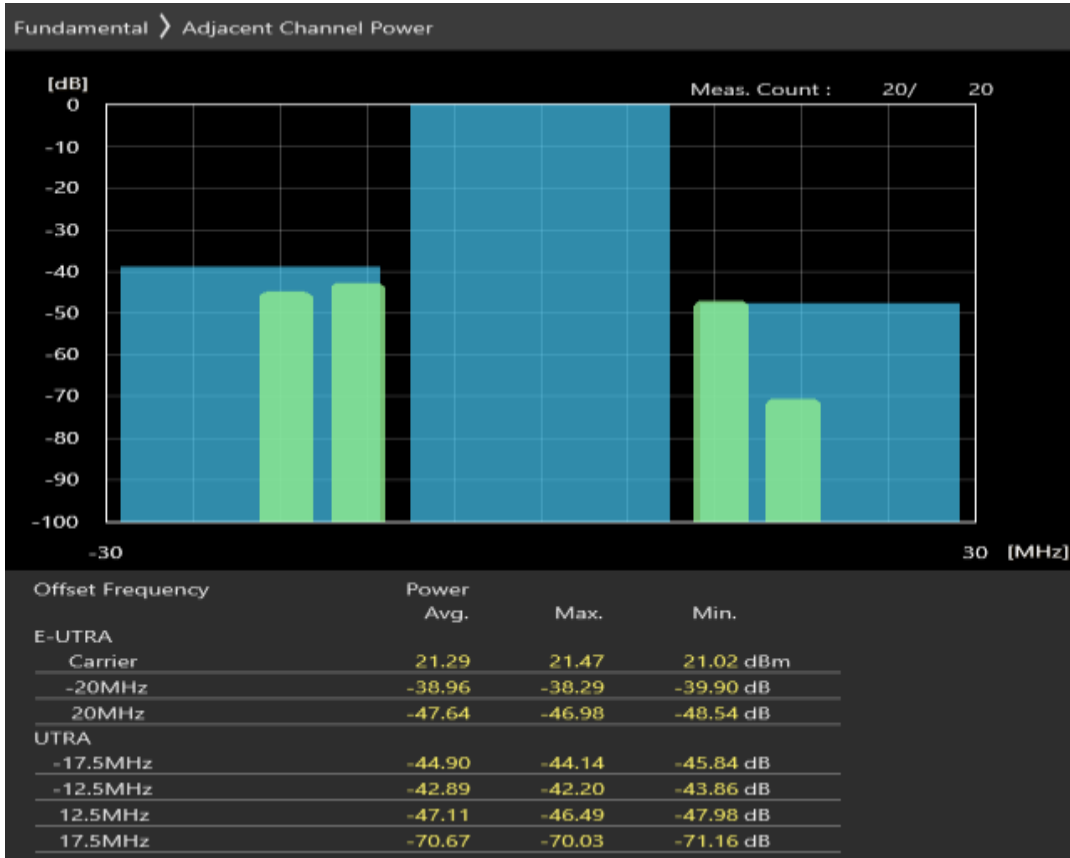 Fundamental ❯ Adjacent Channel Power
[dB]
Meas. Count : 20/ 20
0
-10
-20
-30
-40
-50
-60
-70
-80
-90
-100
-30 30 [MHz]
Offset Frequency Power
Avg. Max. Min.
E-UTRA
Carrier 21.29 21.47 21.02 dBm
-20MHz -38.96 -38.29 -39.90 dB
20MHz -47.64 -46.98 -48.54 dB
UTRA
-17.5MHz -44.90 -44.14 -45.84 dB
-12.5MHz -42.89 -42.20 -43.86 dB
12.5MHz -47.11 -46.49 -47.98 dB
17.5MHz -70.67 -70.03 -71.16 dB